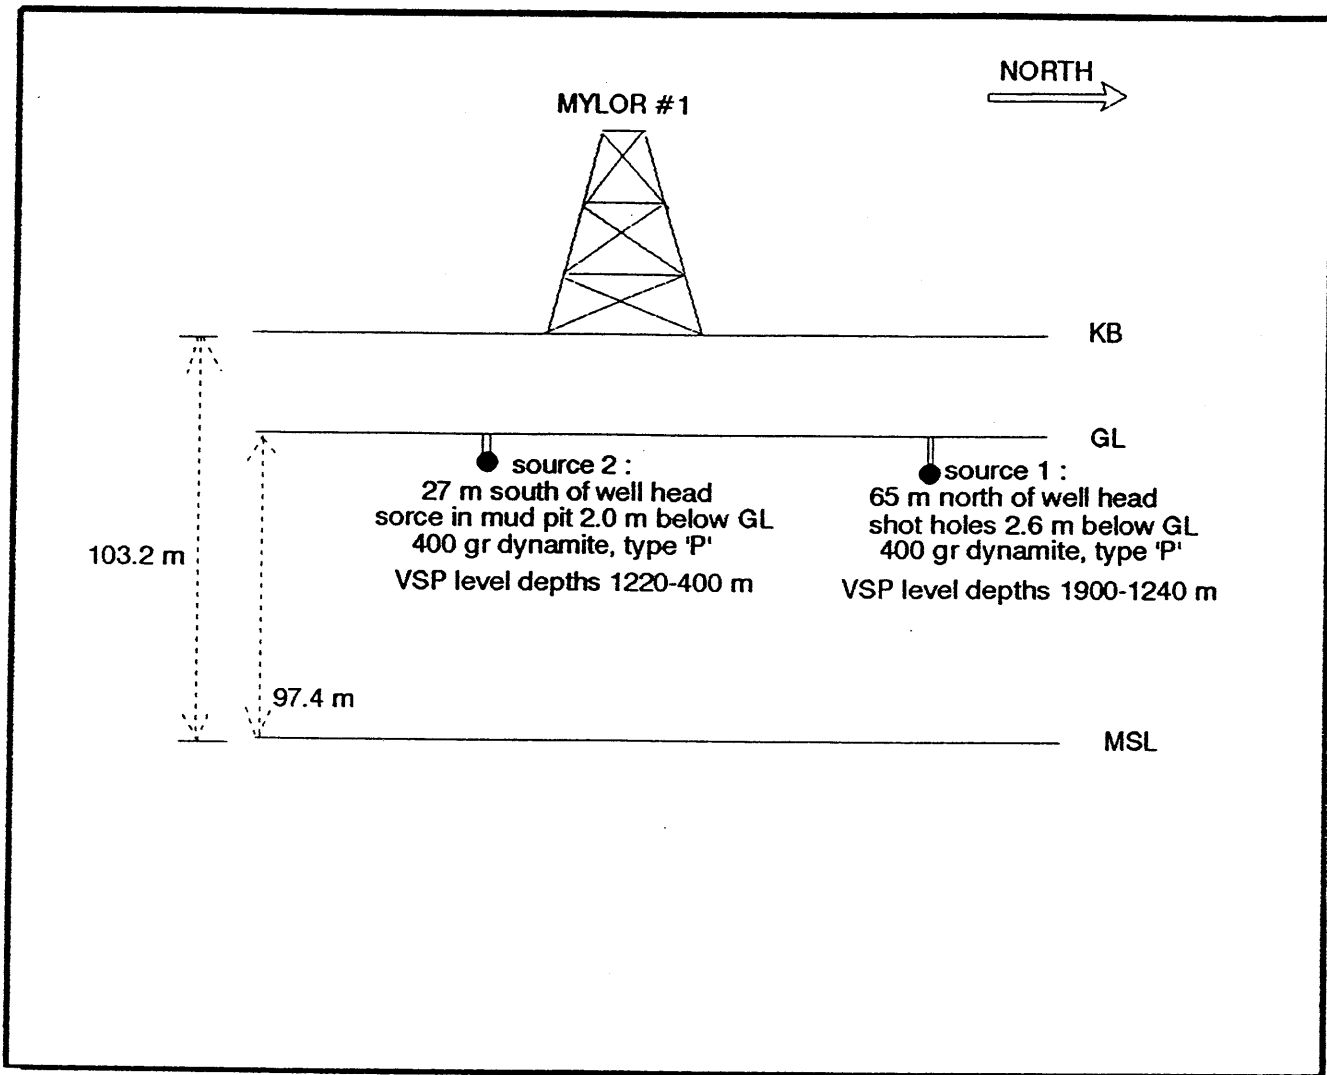 NORTH
MYLOR #1
KB
GL
source 2 :
27 m south of well head
sorce in mud pit 2.0 m below GL
400 gr dynamite, type 'P'
VSP level depths 1220-400 m
source 1 :
65 m north of well head
shot holes 2.6 m below GL
400 gr dynamite, type 'P'
VSP level depths 1900-1240 m
103.2 m
97.4 m
MSL